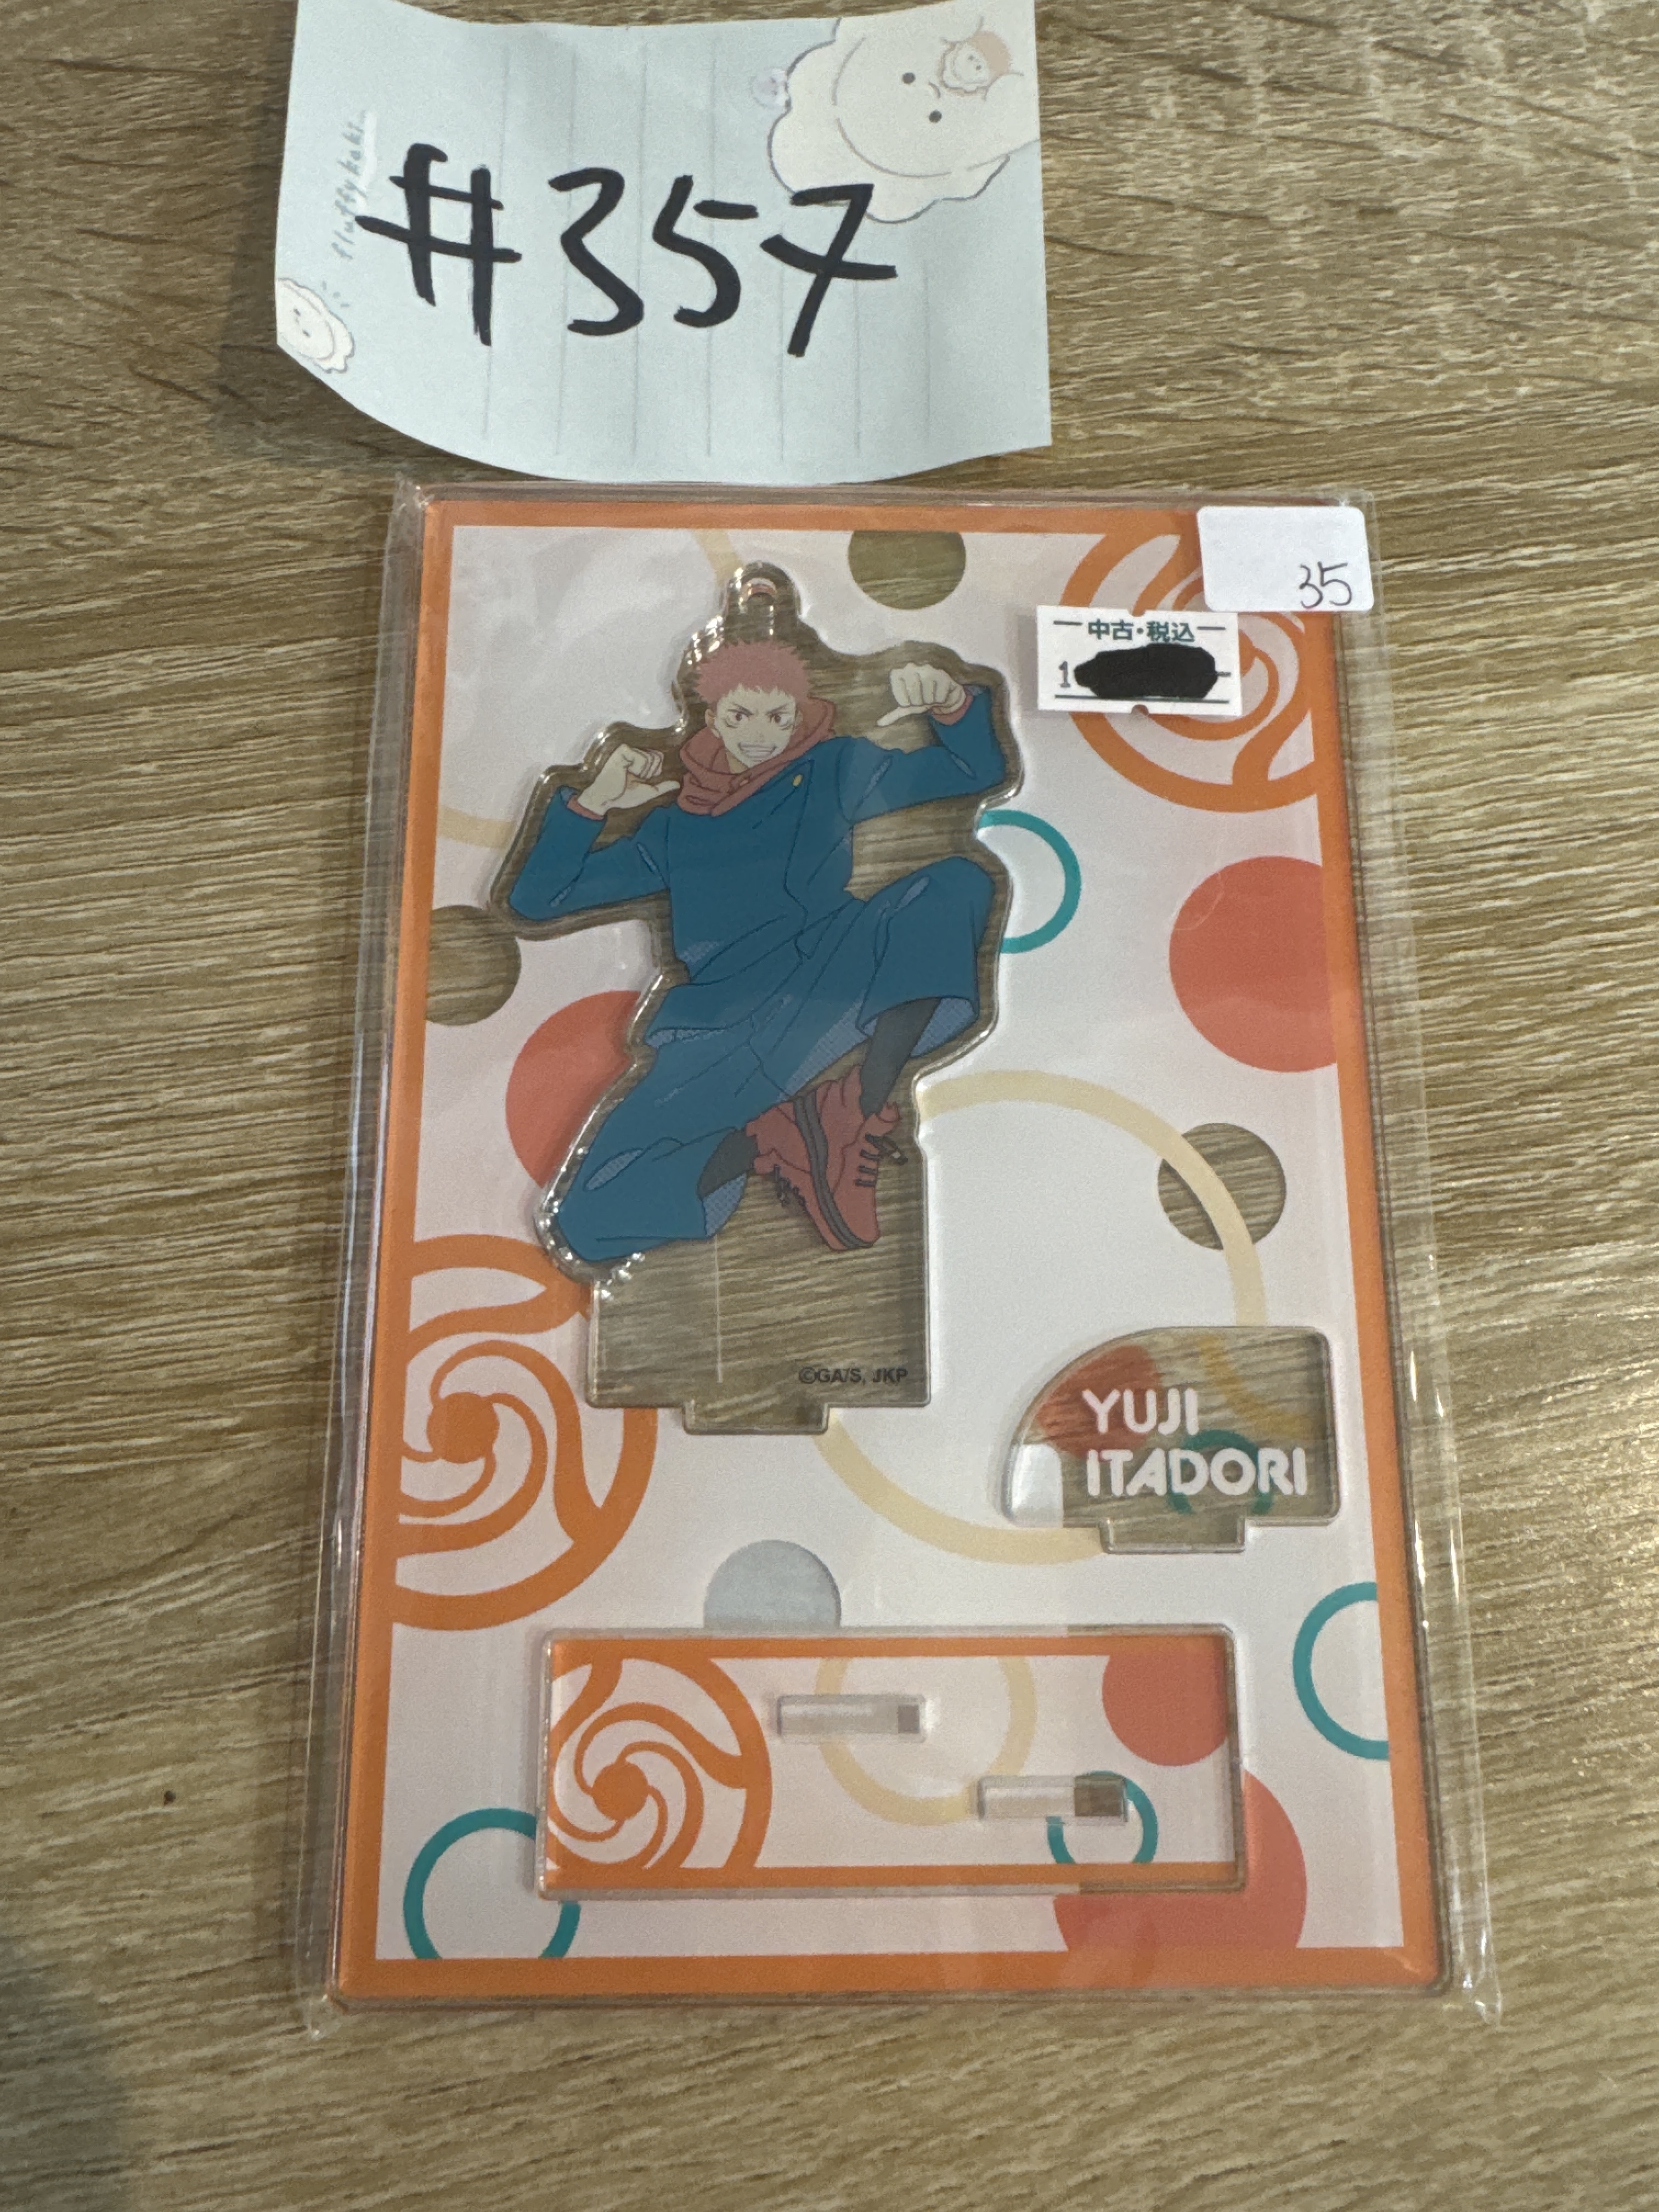 fluffy kaki...
#357
35
中古・税込
1
©GA/S, JKP
YUJI
ITADORI